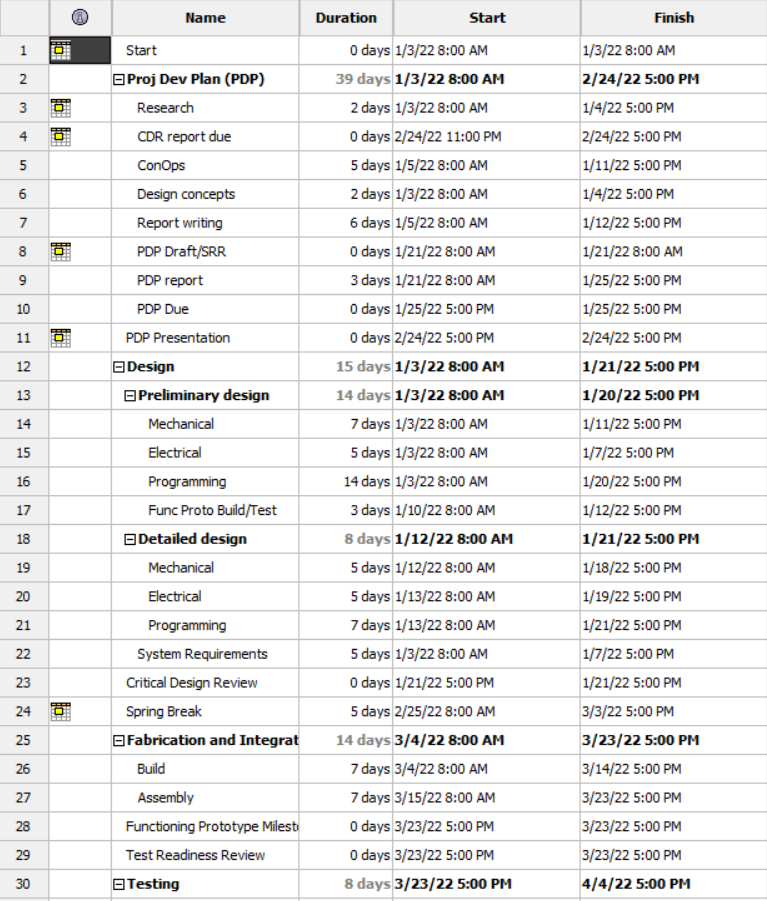 Name Duration Start Finish
1 Start 0 days 1/3/22 8:00 AM 1/3/22 8:00 AM
2 Proj Dev Plan (PDP) 39 days 1/3/22 8:00 AM 2/24/22 5:00 PM
3 Research 2 days 1/3/22 8:00 AM 1/4/22 5:00 PM
4 CDR report due 0 days 2/24/22 11:00 PM 2/24/22 5:00 PM
5 ConOps 5 days 1/5/22 8:00 AM 1/11/22 5:00 PM
6 Design concepts 2 days 1/3/22 8:00 AM 1/4/22 5:00 PM
7 Report writing 6 days 1/5/22 8:00 AM 1/12/22 5:00 PM
8 PDP Draft/SRR 0 days 1/21/22 8:00 AM 1/21/22 8:00 AM
9 PDP report 3 days 1/21/22 8:00 AM 1/25/22 5:00 PM
10 PDP Due 0 days 1/25/22 5:00 PM 1/25/22 5:00 PM
11 PDP Presentation 0 days 2/24/22 5:00 PM 2/24/22 5:00 PM
12 Design 15 days 1/3/22 8:00 AM 1/21/22 5:00 PM
13 Preliminary design 14 days 1/3/22 8:00 AM 1/20/22 5:00 PM
14 Mechanical 7 days 1/3/22 8:00 AM 1/11/22 5:00 PM
15 Electrical 5 days 1/3/22 8:00 AM 1/7/22 5:00 PM
16 Programming 14 days 1/3/22 8:00 AM 1/20/22 5:00 PM
17 Func Proto Build/Test 3 days 1/10/22 8:00 AM 1/12/22 5:00 PM
18 Detailed design 8 days 1/12/22 8:00 AM 1/21/22 5:00 PM
19 Mechanical 5 days 1/12/22 8:00 AM 1/18/22 5:00 PM
20 Electrical 5 days 1/13/22 8:00 AM 1/19/22 5:00 PM
21 Programming 7 days 1/13/22 8:00 AM 1/21/22 5:00 PM
22 System Requirements 5 days 1/3/22 8:00 AM 1/7/22 5:00 PM
23 Critical Design Review 0 days 1/21/22 5:00 PM 1/21/22 5:00 PM
24 Spring Break 5 days 2/25/22 8:00 AM 3/3/22 5:00 PM
25 Fabrication and Integrat 14 days 3/4/22 8:00 AM 3/23/22 5:00 PM
26 Build 7 days 3/4/22 8:00 AM 3/14/22 5:00 PM
27 Assembly 7 days 3/15/22 8:00 AM 3/23/22 5:00 PM
28 Functioning Prototype Milest 0 days 3/23/22 5:00 PM 3/23/22 5:00 PM
29 Test Readiness Review 0 days 3/23/22 5:00 PM 3/23/22 5:00 PM
30 Testing 8 days 3/23/22 5:00 PM 4/4/22 5:00 PM